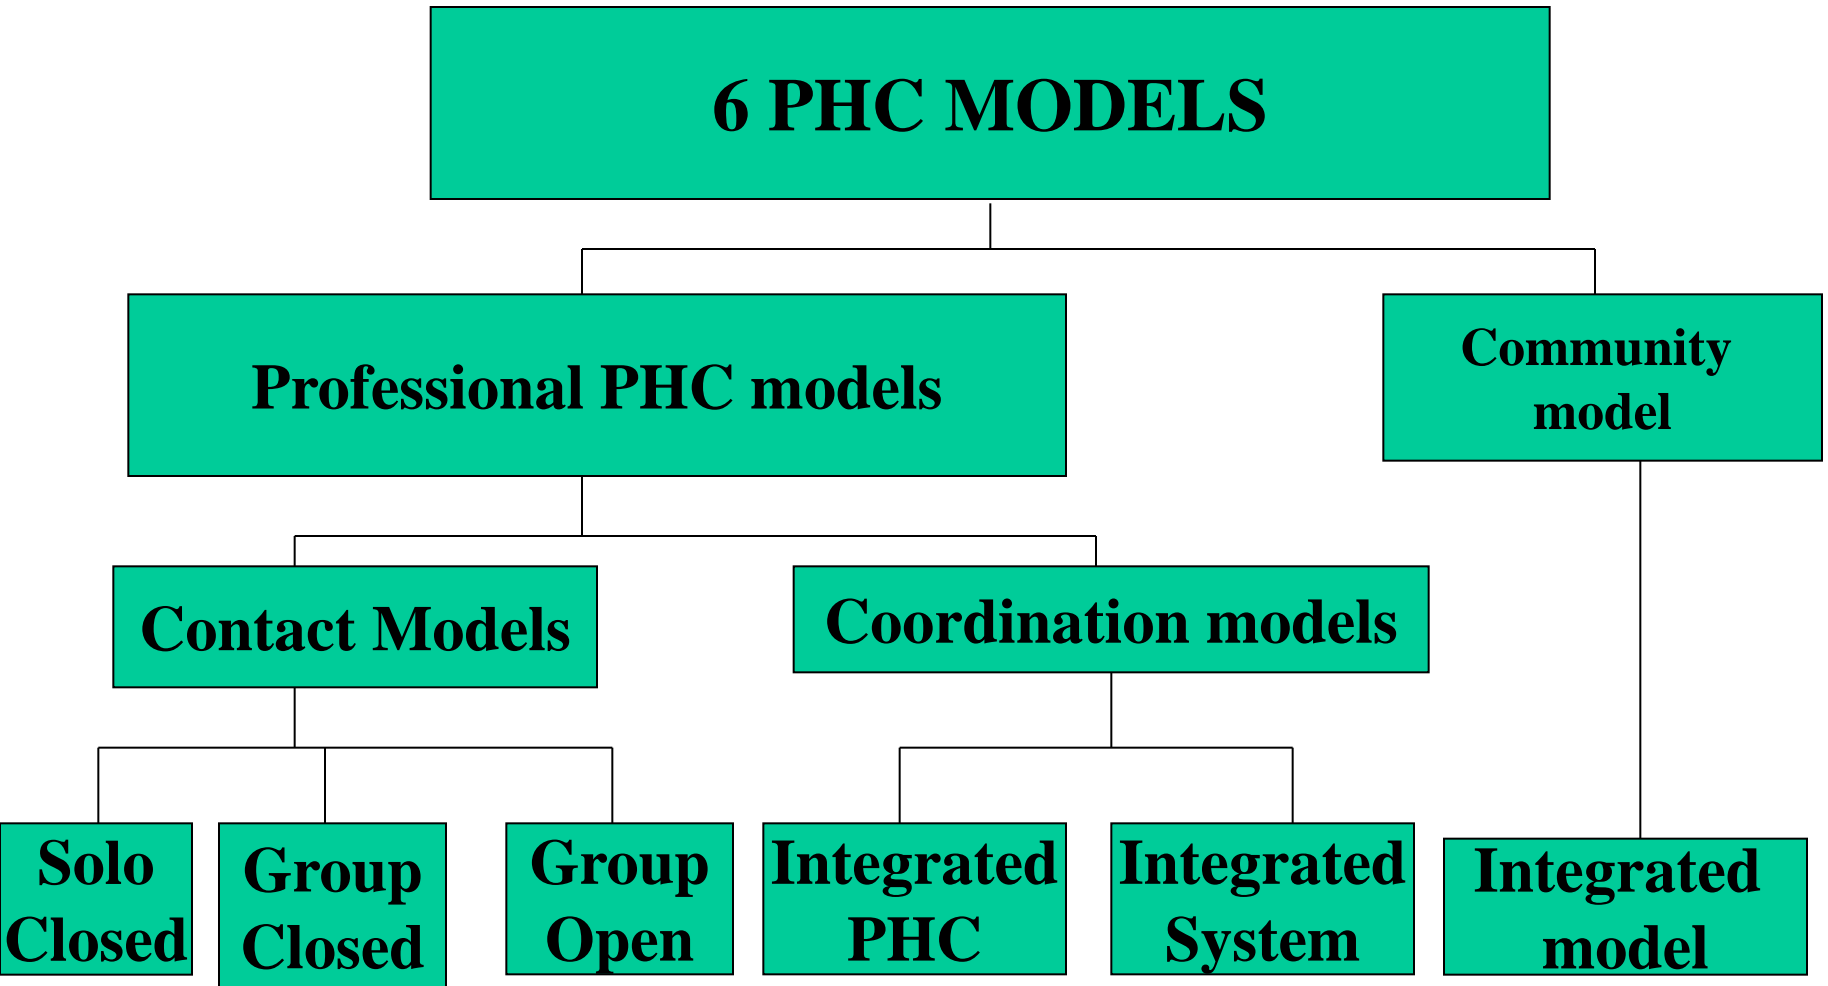 6 PHC MODELS
Professional PHC models
Community
model
Contact Models
Coordination models
Solo
Closed
Group
Closed
Group
Open
Integrated
PHC
Integrated
System
Integrated
model